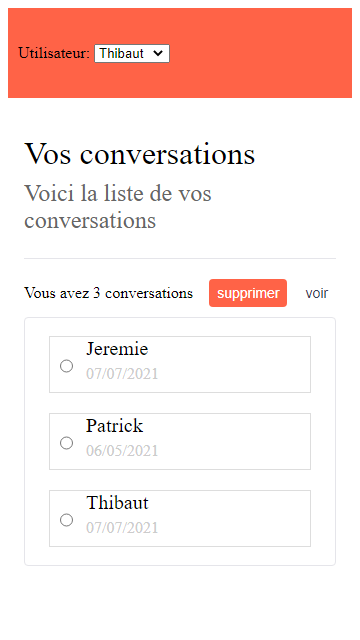 Utilisateur: Thibaut
Vos conversations
Voici la liste de vos
conversations
Vous avez 3 conversations supprimer voir
Jeremie
07/07/2021
Patrick
06/05/2021
Thibaut
07/07/2021